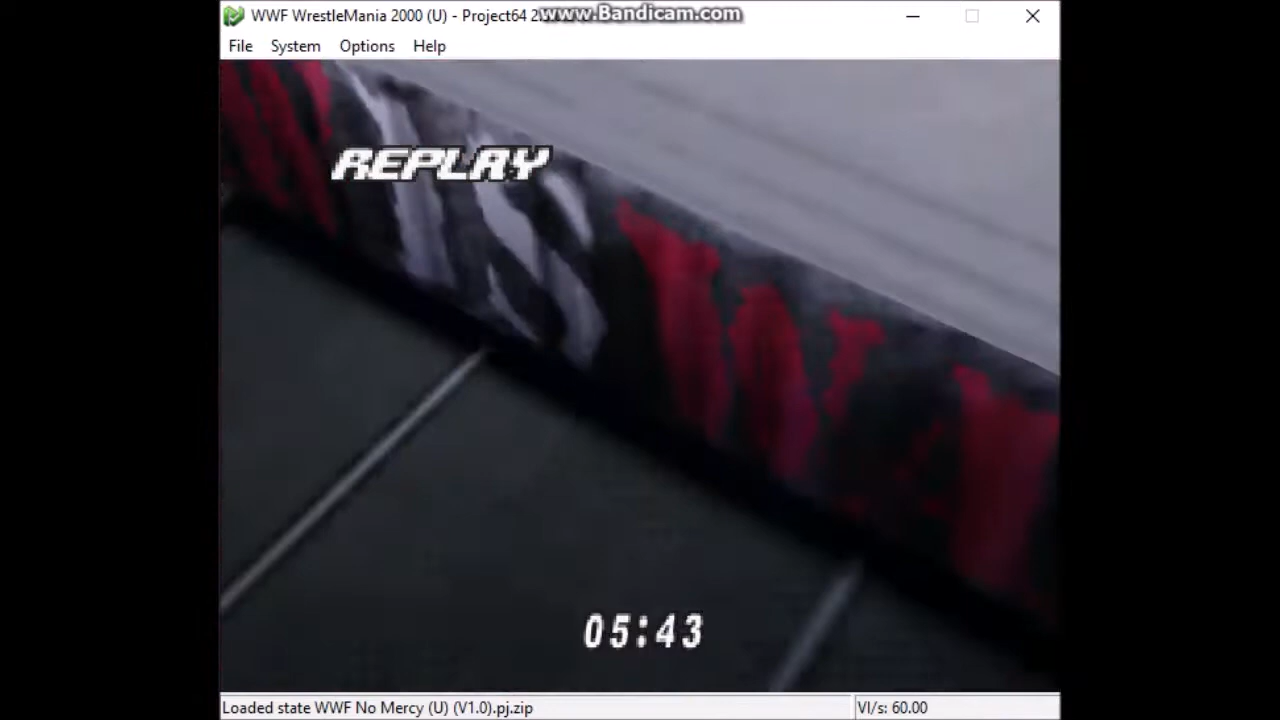 WWF WrestleMania 2000 (U) - Project64 2
www.Bandicam.com
File System Options Help
REPLAY
05:43
Loaded state WWF No Mercy (U) (V1.0).pj.zip
VI/s: 60.00